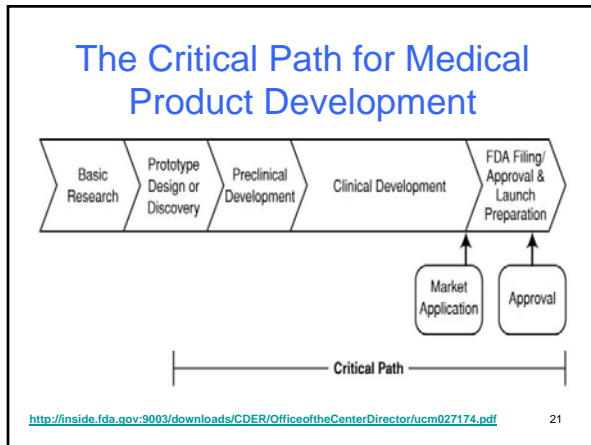 The Critical Path for Medical
Product Development
Basic
Research
Prototype
Design or
Discovery
Preclinical
Development
Clinical Development
FDA Filing/
Approval &
Launch
Preparation
Market
Application
Approval
Critical Path
http://inside.fda.gov:9003/downloads/CDER/OfficeoftheCenterDirector/ucm027174.pdf
21